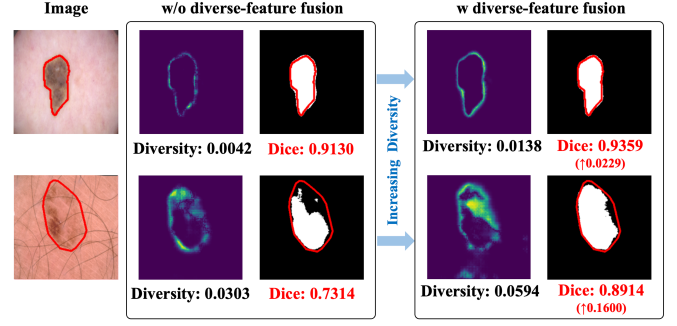 Image
w/o diverse-feature fusion
w diverse-feature fusion
Diversity: 0.0042
Dice: 0.9130
Increasing Diversity
Diversity: 0.0138
Dice: 0.9359
(↑0.0229)
Diversity: 0.0303
Dice: 0.7314
Diversity: 0.0594
Dice: 0.8914
(↑0.1600)